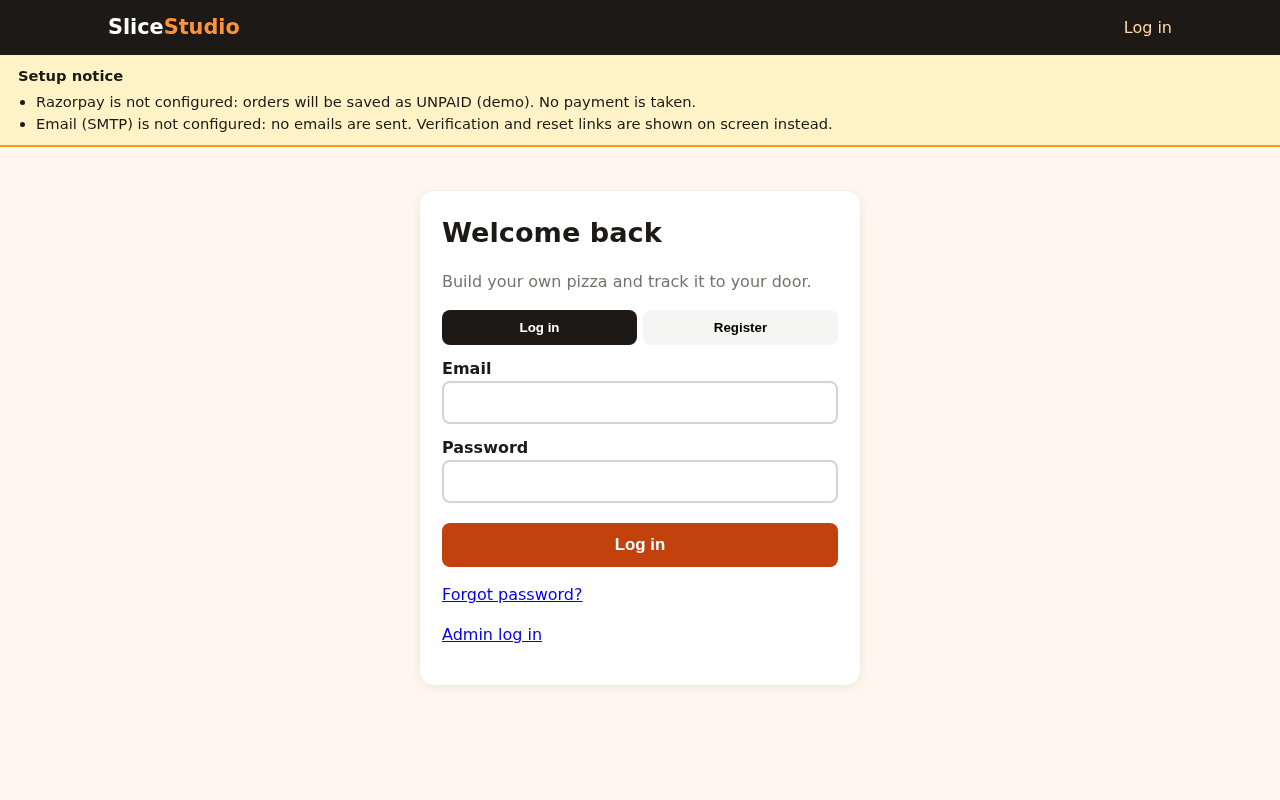 SliceStudio
Log in
Setup notice
Razorpay is not configured: orders will be saved as UNPAID (demo). No payment is taken.
Email (SMTP) is not configured: no emails are sent. Verification and reset links are shown on screen instead.
Welcome back
Build your own pizza and track it to your door.
Log in
Register
Email
Password
Log in
Forgot password?
Admin log in